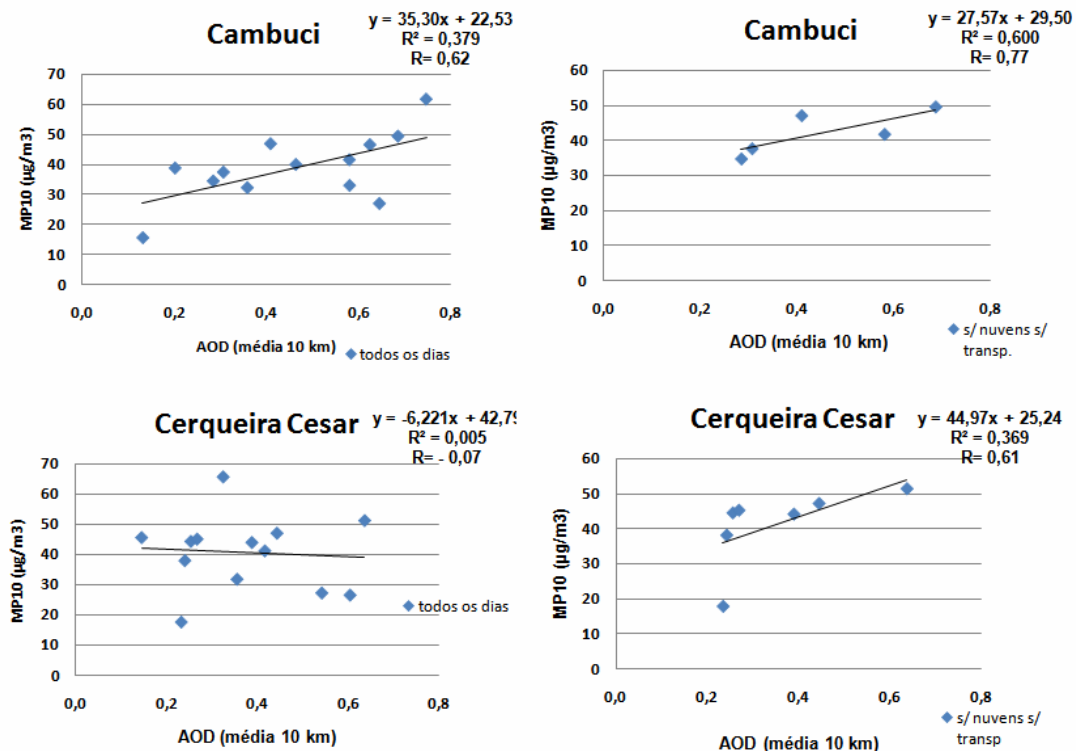 Cambuci
y = 35,30x + 22,53
R² = 0,379
R= 0,62
MP10 (µg/m3)
70
60
50
40
30
20
10
0
0,0 0,2 0,4 0,6 0,8
AOD (média 10 km)
todos os dias
Cambuci
y = 27,57x + 29,50
R² = 0,600
R= 0,77
MP10 (µg/m3)
60
50
40
30
20
10
0
0,0 0,2 0,4 0,6 0,8
AOD (média 10 km)
s/ nuvens s/
transp.
Cerqueira Cesar
y = -6,221x + 42,79
R² = 0,005
R= - 0,07
MP10 (µg/m3)
70
60
50
40
30
20
10
0
0,0 0,2 0,4 0,6 0,8
AOD (média 10 km)
todos os dias
Cerqueira Cesar
y = 44,97x + 25,24
R² = 0,369
R= 0,61
MP10 (µg/m3)
60
50
40
30
20
10
0
0,0 0,2 0,4 0,6 0,8
AOD (média 10 km)
s/ nuvens s/
transp